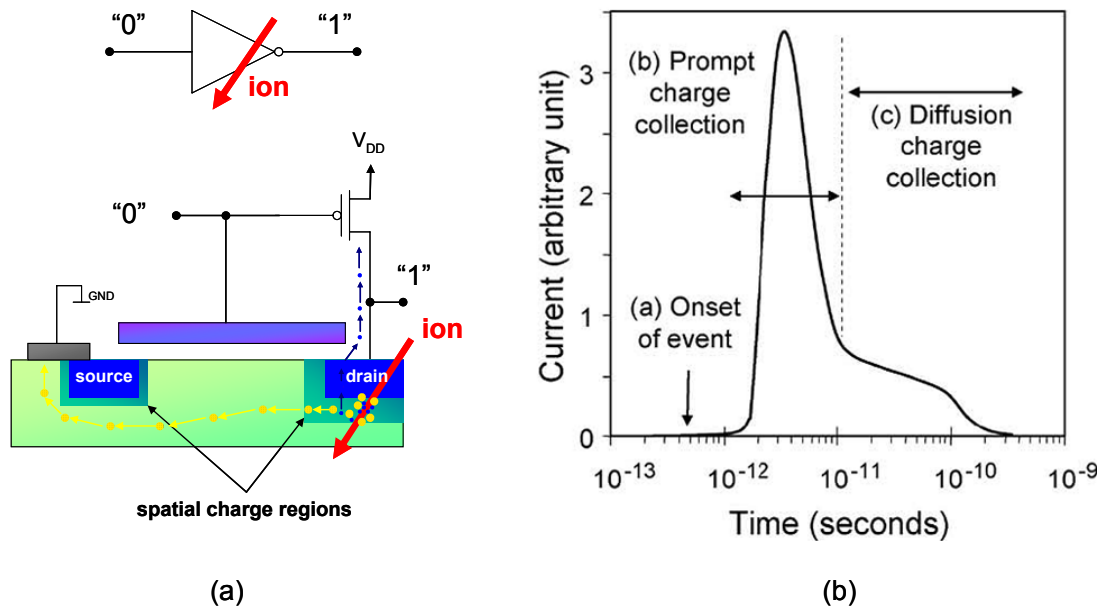 “0”
“1”
ion
V_DD
“0”
“1”
GND
ion
source
drain
spatial charge regions
(a)
Current (arbitrary unit)
3
2
1
0
(b) Prompt
charge
collection
(c) Diffusion
charge
collection
(a) Onset
of event
10⁻¹³
10⁻¹²
10⁻¹¹
10⁻¹⁰
10⁻⁹
Time (seconds)
(b)